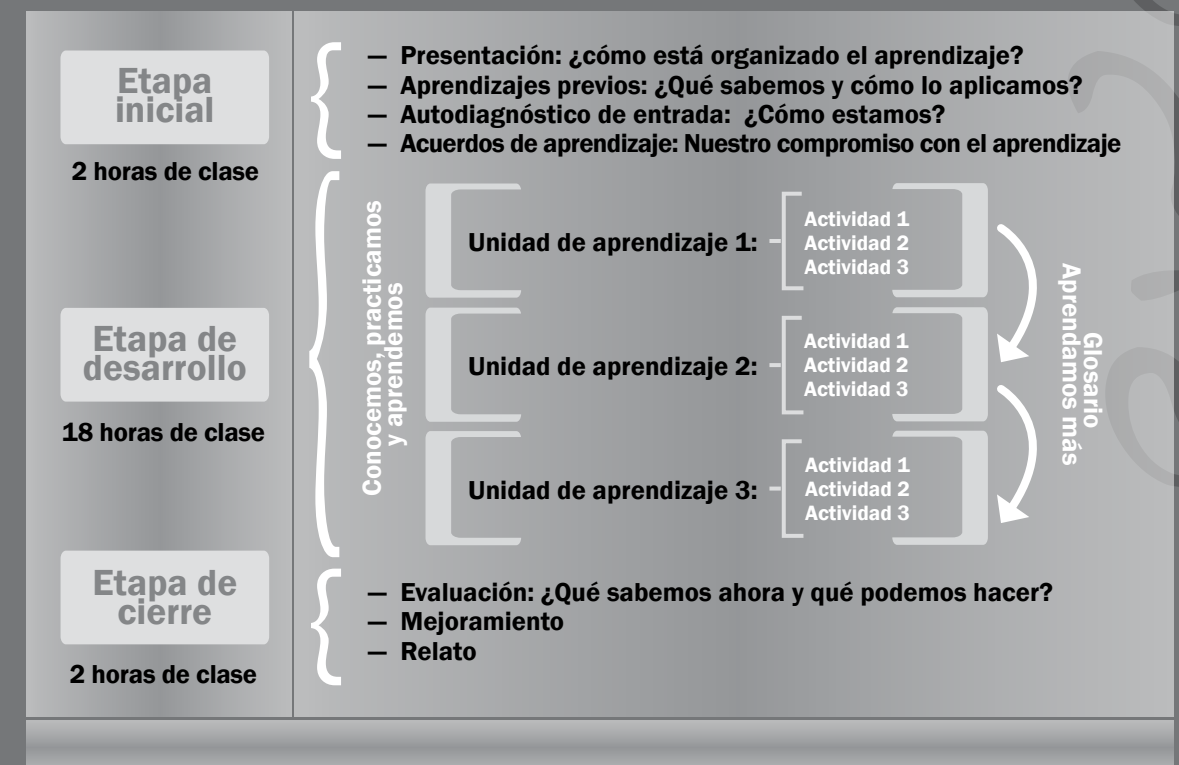 Etapa
inicial
2 horas de clase
— Presentación: ¿cómo está organizado el aprendizaje?
— Aprendizajes previos: ¿Qué sabemos y cómo lo aplicamos?
— Autodiagnóstico de entrada: ¿Cómo estamos?
— Acuerdos de aprendizaje: Nuestro compromiso con el aprendizaje
Etapa de
desarrollo
18 horas de clase
Conocemos, practicamos
y aprendemos
Unidad de aprendizaje 1:
Actividad 1
Actividad 2
Actividad 3
Unidad de aprendizaje 2:
Actividad 1
Actividad 2
Actividad 3
Unidad de aprendizaje 3:
Actividad 1
Actividad 2
Actividad 3
Glosario
Aprendamos más
Etapa de
cierre
2 horas de clase
— Evaluación: ¿Qué sabemos ahora y qué podemos hacer?
— Mejoramiento
— Relato